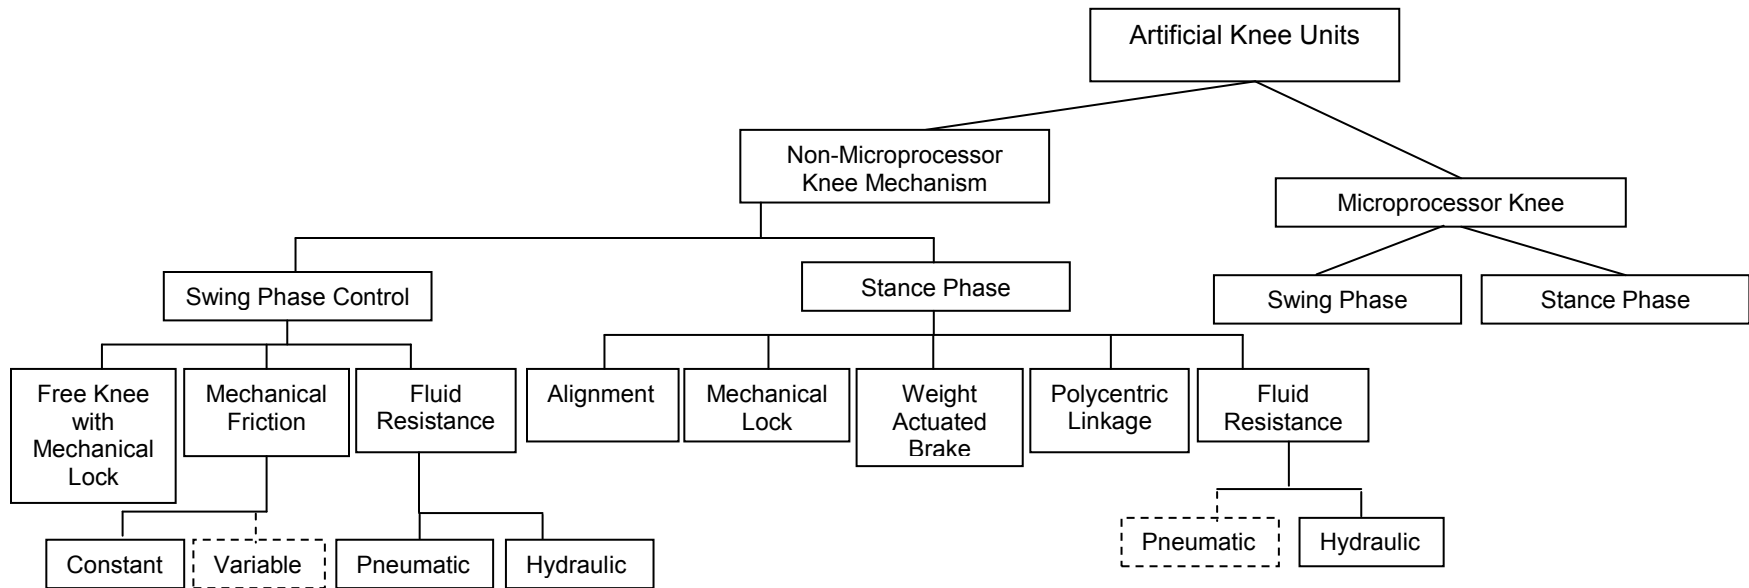 Artificial Knee Units
Non-Microprocessor
Knee Mechanism
Microprocessor Knee
Swing Phase Control
Stance Phase
Swing Phase
Stance Phase
Free Knee
with
Mechanical
Lock
Mechanical
Friction
Fluid
Resistance
Alignment
Mechanical
Lock
Weight
Actuated
Brake
Polycentric
Linkage
Fluid
Resistance
Constant
Variable
Pneumatic
Hydraulic
Pneumatic
Hydraulic